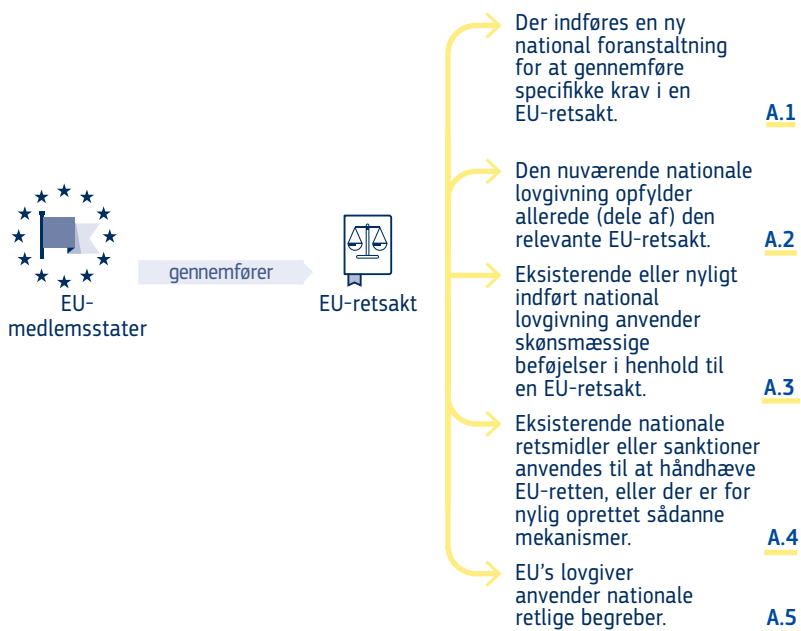 EU-
medlemsstater
gennemfører
EU-retsakt
Der indføres en ny
national foranstaltning
for at gennemføre
specifikke krav i en
EU-retsakt.
A.1
Den nuværende nationale
lovgivning opfylder
allerede (dele af) den
relevante EU-retsakt.
A.2
Eksisterende eller nyligt
indført national
lovgivning anvender
skønsmæssige
beføjelser i henhold til
en EU-retsakt.
A.3
Eksisterende nationale
retsmidler eller sanktioner
anvendes til at håndhæve
EU-retten, eller der er for
nylig oprettet sådanne
mekanismer.
A.4
EU's lovgiver
anvender nationale
retlige begreber.
A.5